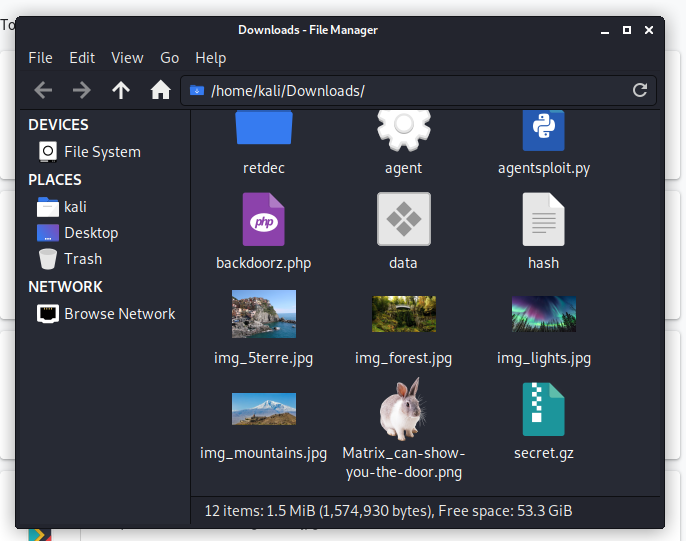 To
Downloads - File Manager
File Edit View Go Help
/home/kali/Downloads/
DEVICES
File System
PLACES
kali
Desktop
Trash
NETWORK
Browse Network
retdec agent agentsploit.py
php
backdoorz.php data hash
img_5terre.jpg img_forest.jpg img_lights.jpg
img_mountains.jpg Matrix_can-show-
you-the-door.png secret.gz
12 items: 1.5 MiB (1,574,930 bytes), Free space: 53.3 GiB